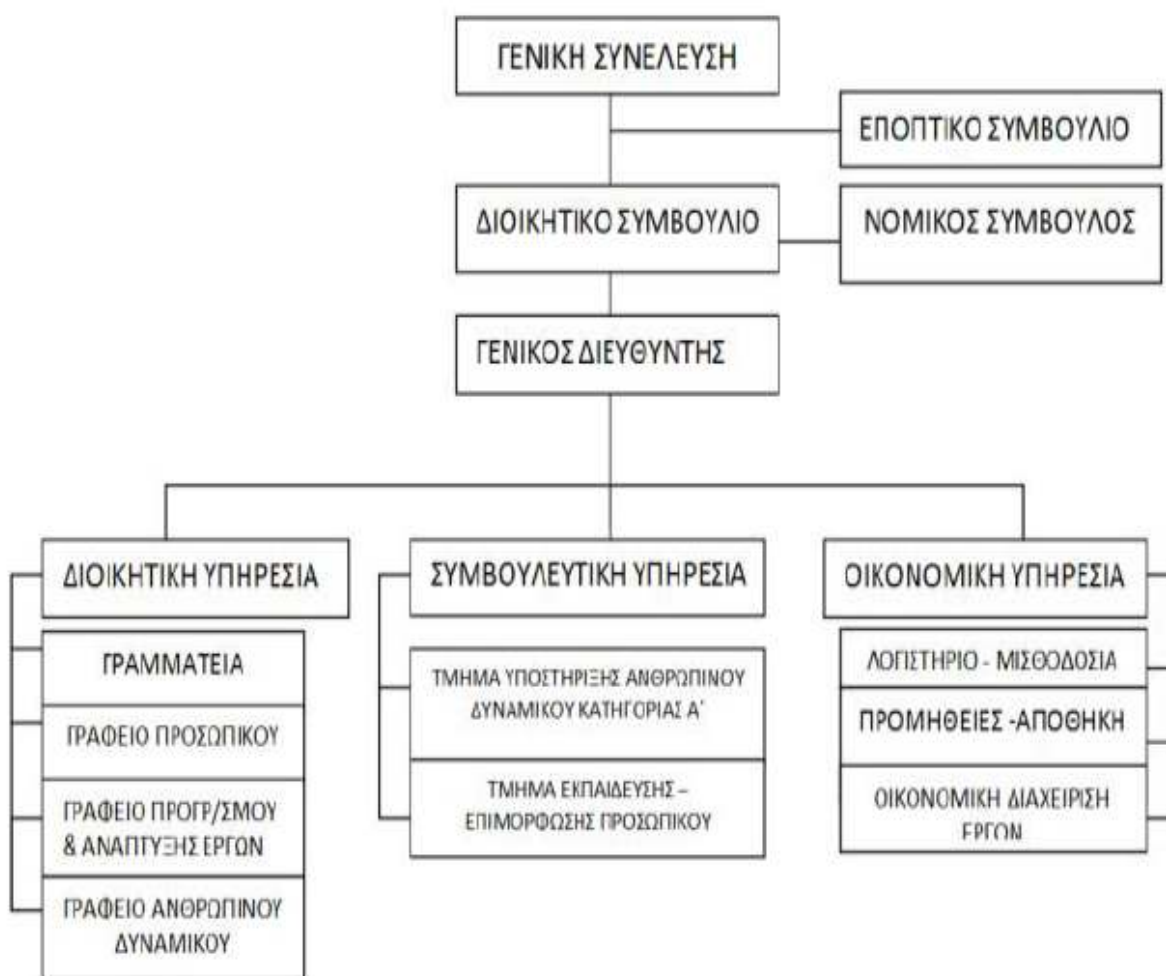 ΓΕΝΙΚΗ ΣΥΝΕΛΕΥΣΗ
ΕΠΟΠΤΙΚΟ ΣΥΜΒΟΥΛΙΟ
ΔΙΟΙΚΗΤΙΚΟ ΣΥΜΒΟΥΛΙΟ
ΝΟΜΙΚΟΣ ΣΥΜΒΟΥΛΟΣ
ΓΕΝΙΚΟΣ ΔΙΕΥΘΥΝΤΗΣ
ΔΙΟΙΚΗΤΙΚΗ ΥΠΗΡΕΣΙΑ
ΓΡΑΜΜΑΤΕΙΑ
ΓΡΑΦΕΙΟ ΠΡΟΣΩΠΙΚΟΥ
ΓΡΑΦΕΙΟ ΠΡΟΓΡ/ΣΜΟΥ
& ΑΝΑΠΤΥΞΗΣ ΕΡΓΩΝ
ΓΡΑΦΕΙΟ ΑΝΘΡΩΠΙΝΟΥ
ΔΥΝΑΜΙΚΟΥ
ΣΥΜΒΟΥΛΕΥΤΙΚΗ ΥΠΗΡΕΣΙΑ
ΤΜΗΜΑ ΥΠΟΣΤΗΡΙΞΗΣ ΑΝΘΡΩΠΙΝΟΥ
ΔΥΝΑΜΙΚΟΥ ΚΑΤΗΓΟΡΙΑΣ Α΄
ΤΜΗΜΑ ΕΚΠΑΙΔΕΥΣΗΣ –
ΕΠΙΜΟΡΦΩΣΗΣ ΠΡΟΣΩΠΙΚΟΥ
ΟΙΚΟΝΟΜΙΚΗ ΥΠΗΡΕΣΙΑ
ΛΟΓΙΣΤΗΡΙΟ - ΜΙΣΘΟΔΟΣΙΑ
ΠΡΟΜΗΘΕΙΕΣ -ΑΠΟΘΗΚΗ
ΟΙΚΟΝΟΜΙΚΗ ΔΙΑΧΕΙΡΙΣΗ
ΕΡΓΩΝ